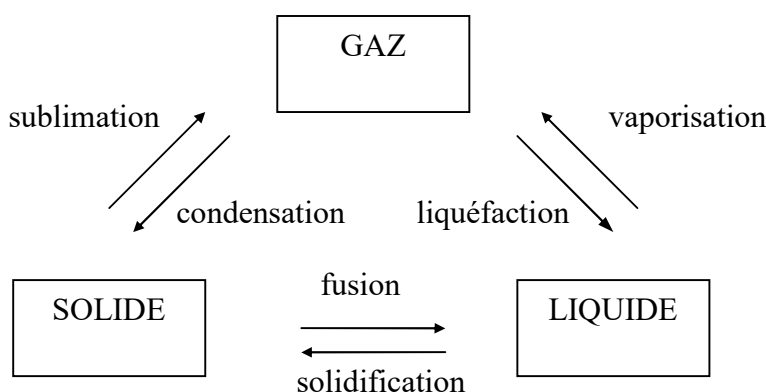 GAZ
sublimation
vaporisation
condensation
liquéfaction
fusion
SOLIDE
LIQUIDE
solidification